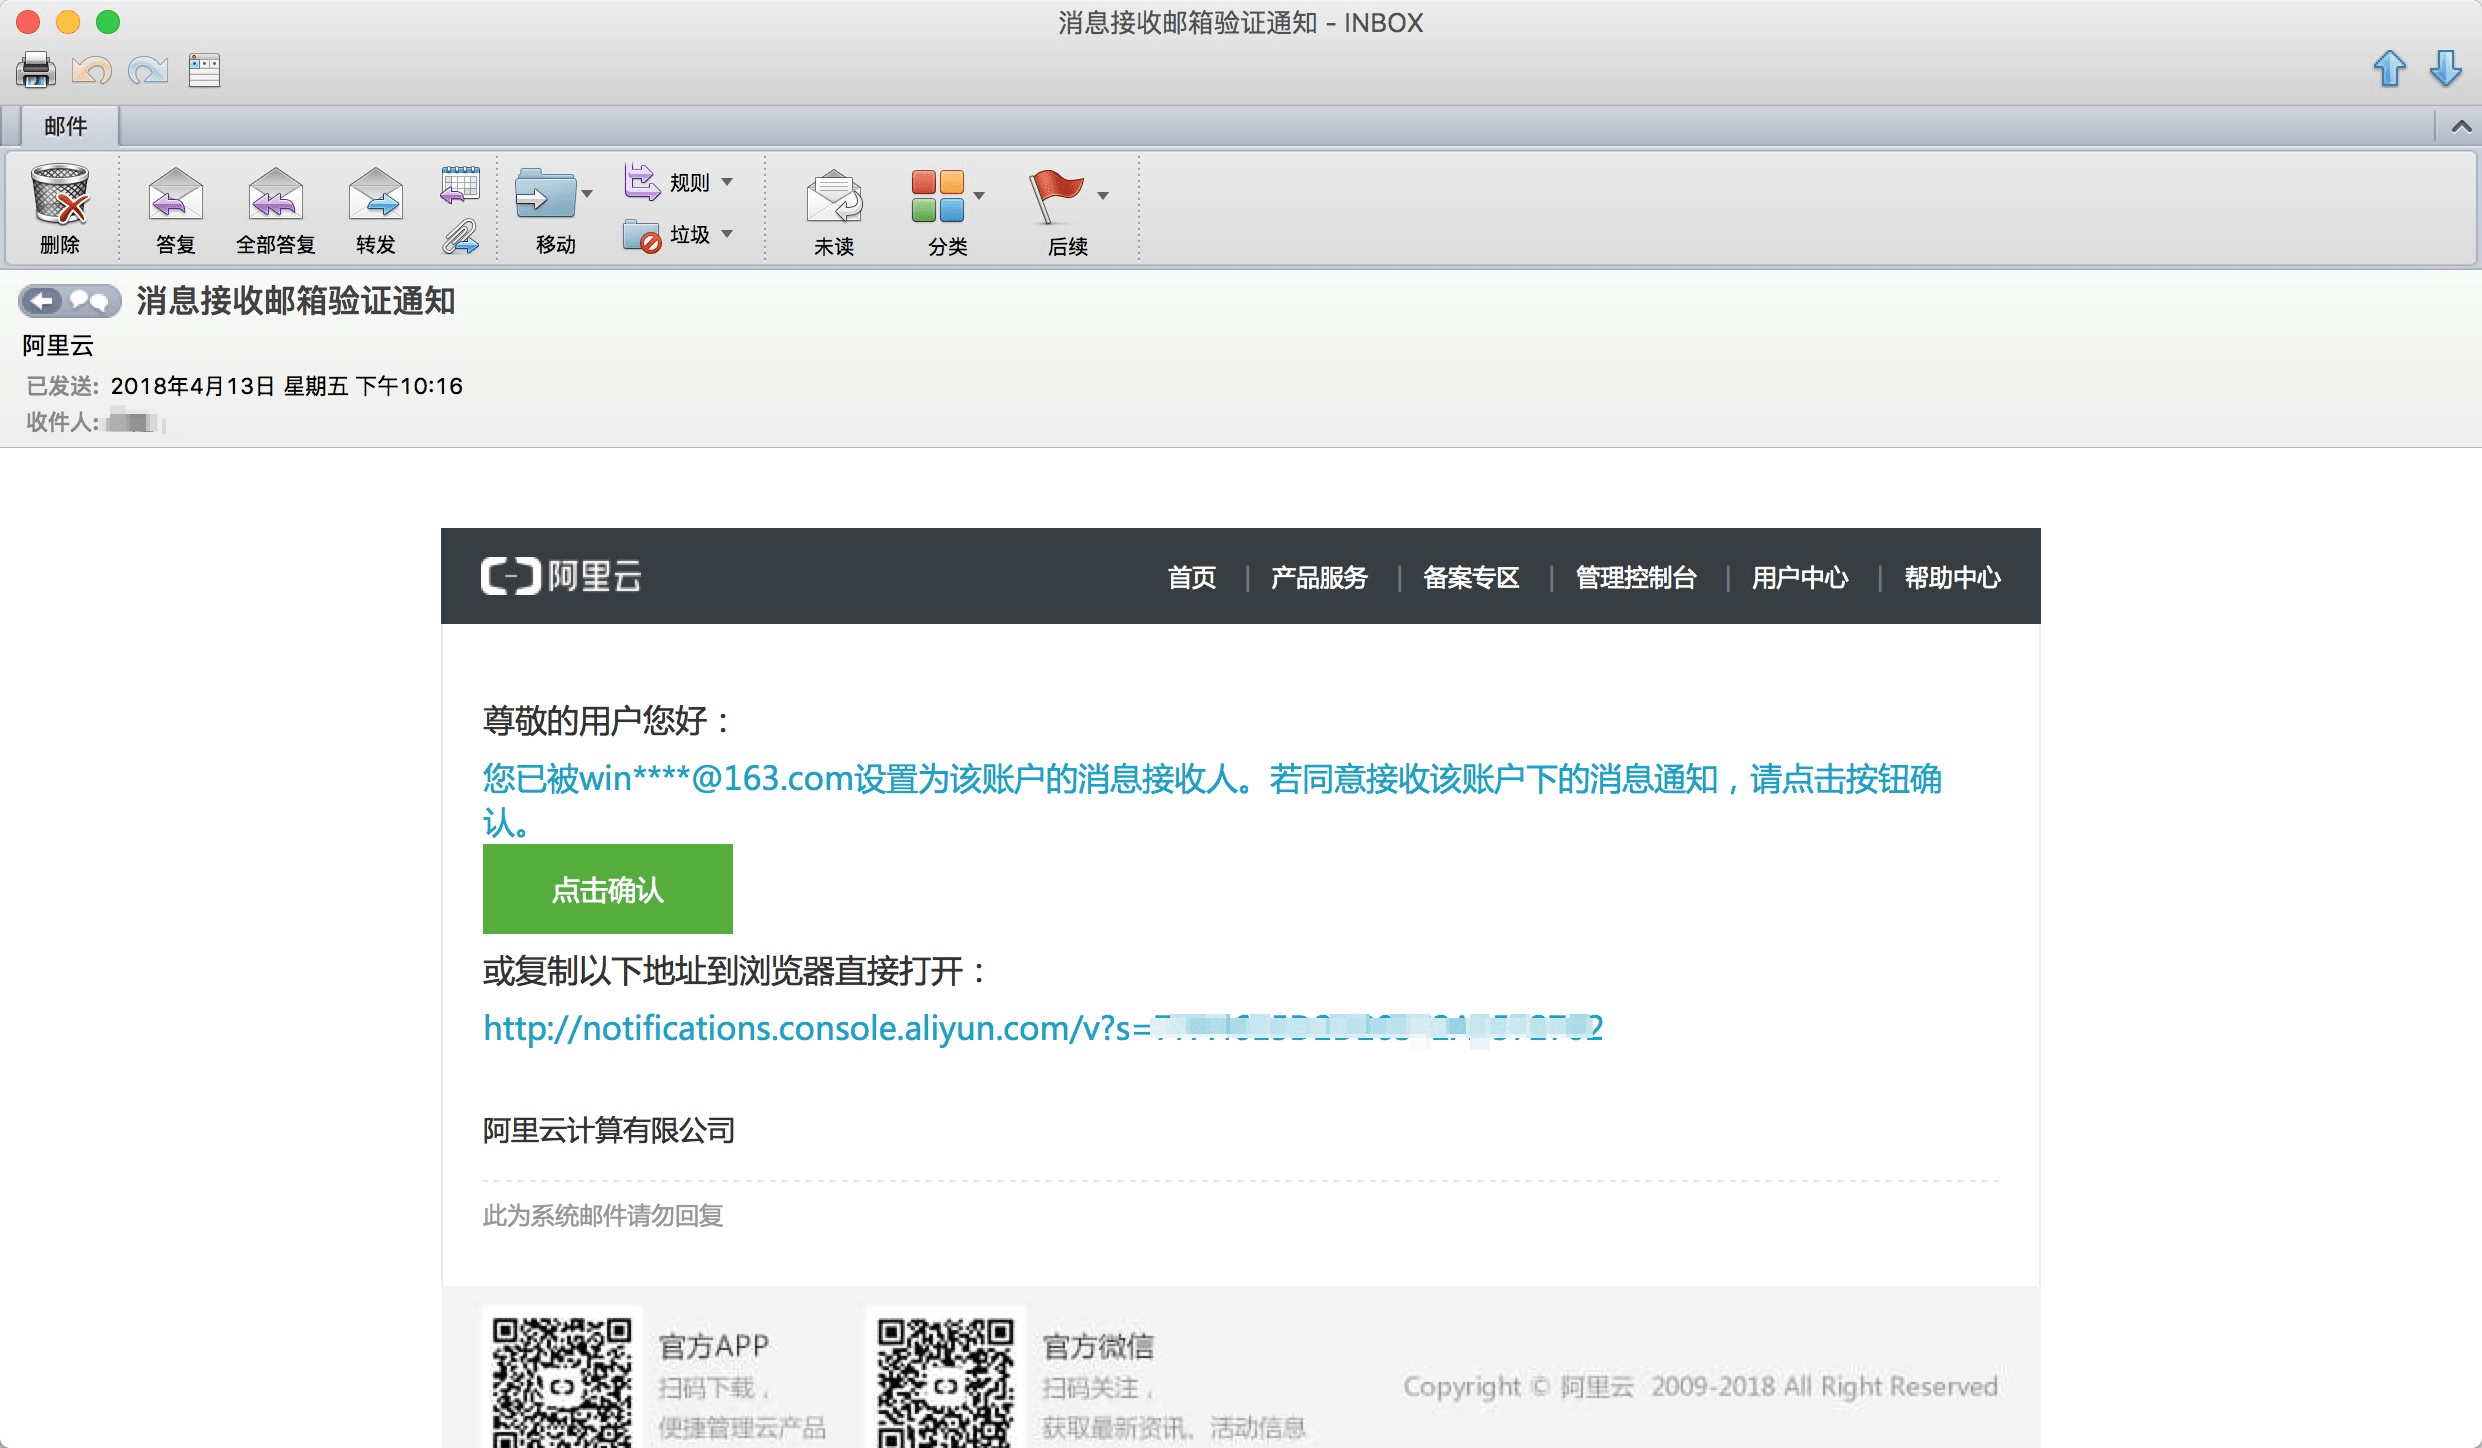 消息接收邮箱验证通知 - INBOX
邮件
删除
答复
全部答复
转发
移动
规则
垃圾
未读
分类
后续
消息接收邮箱验证通知
阿里云
已发送: 2018年4月13日 星期五 下午10:16
收件人:
阿里云
首页 | 产品服务 | 备案专区 | 管理控制台 | 用户中心 | 帮助中心
尊敬的用户您好：
您已被win****@163.com设置为该账户的消息接收人。若同意接收该账户下的消息通知，请点击按钮确
认。
点击确认
或复制以下地址到浏览器直接打开：
http://notifications.console.aliyun.com/v?s=
阿里云计算有限公司
此为系统邮件请勿回复
官方APP
扫码下载，
便捷管理云产品
官方微信
扫码关注，
获取最新资讯、活动信息
Copyright © 阿里云 2009-2018 All Right Reserved